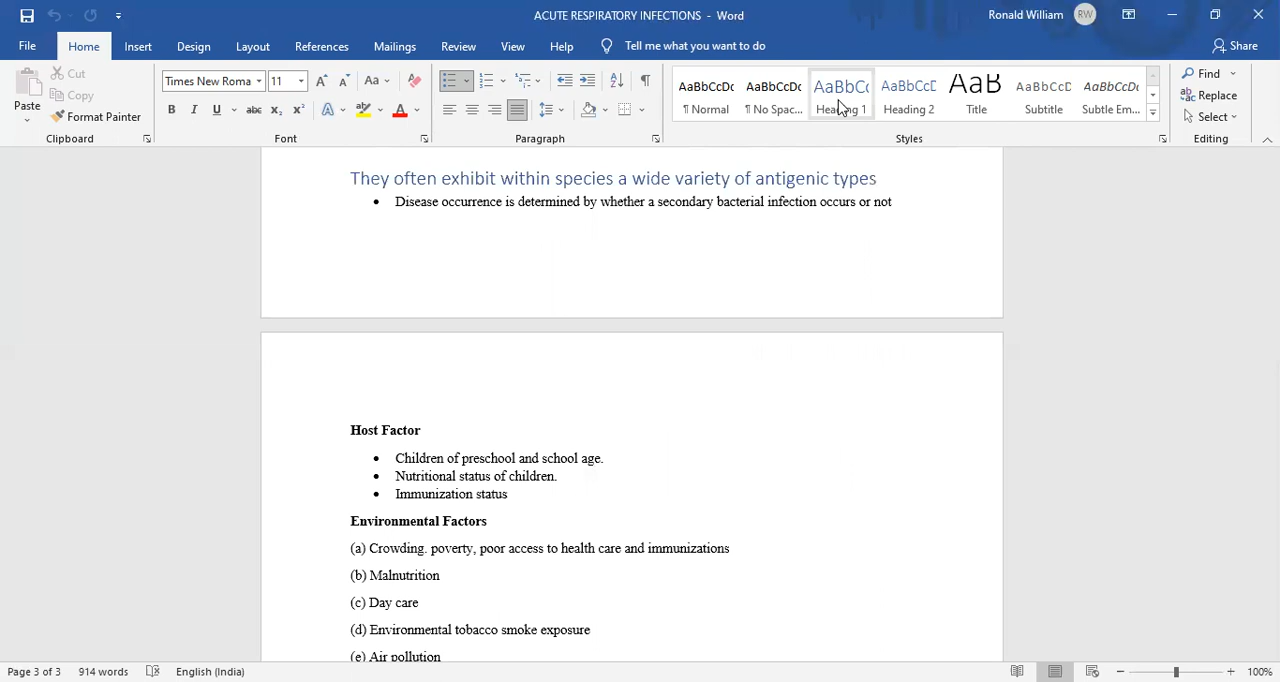 ACUTE RESPIRATORY INFECTIONS - Word
Ronald William RW
File Home Insert Design Layout References Mailings Review View Help Tell me what you want to do Share
Paste
Cut
Copy
Format Painter
Clipboard
Times New Roma 11
Aa
B I U abc X₂ X²
Font
Paragraph
AaBbCcDc AaBbCcDc AaBbCc AaBbCcD AaB AaBbCcD AaBbCcDc
¶ Normal ¶ No Spac... Heading 1 Heading 2 Title Subtitle Subtle Em...
Styles
Find
Replace
Select
Editing
They often exhibit within species a wide variety of antigenic types
• Disease occurrence is determined by whether a secondary bacterial infection occurs or not
Host Factor
• Children of preschool and school age.
• Nutritional status of children.
• Immunization status
Environmental Factors
(a) Crowding. poverty, poor access to health care and immunizations
(b) Malnutrition
(c) Day care
(d) Environmental tobacco smoke exposure
(e) Air pollution
Page 3 of 3 914 words English (India) 100%